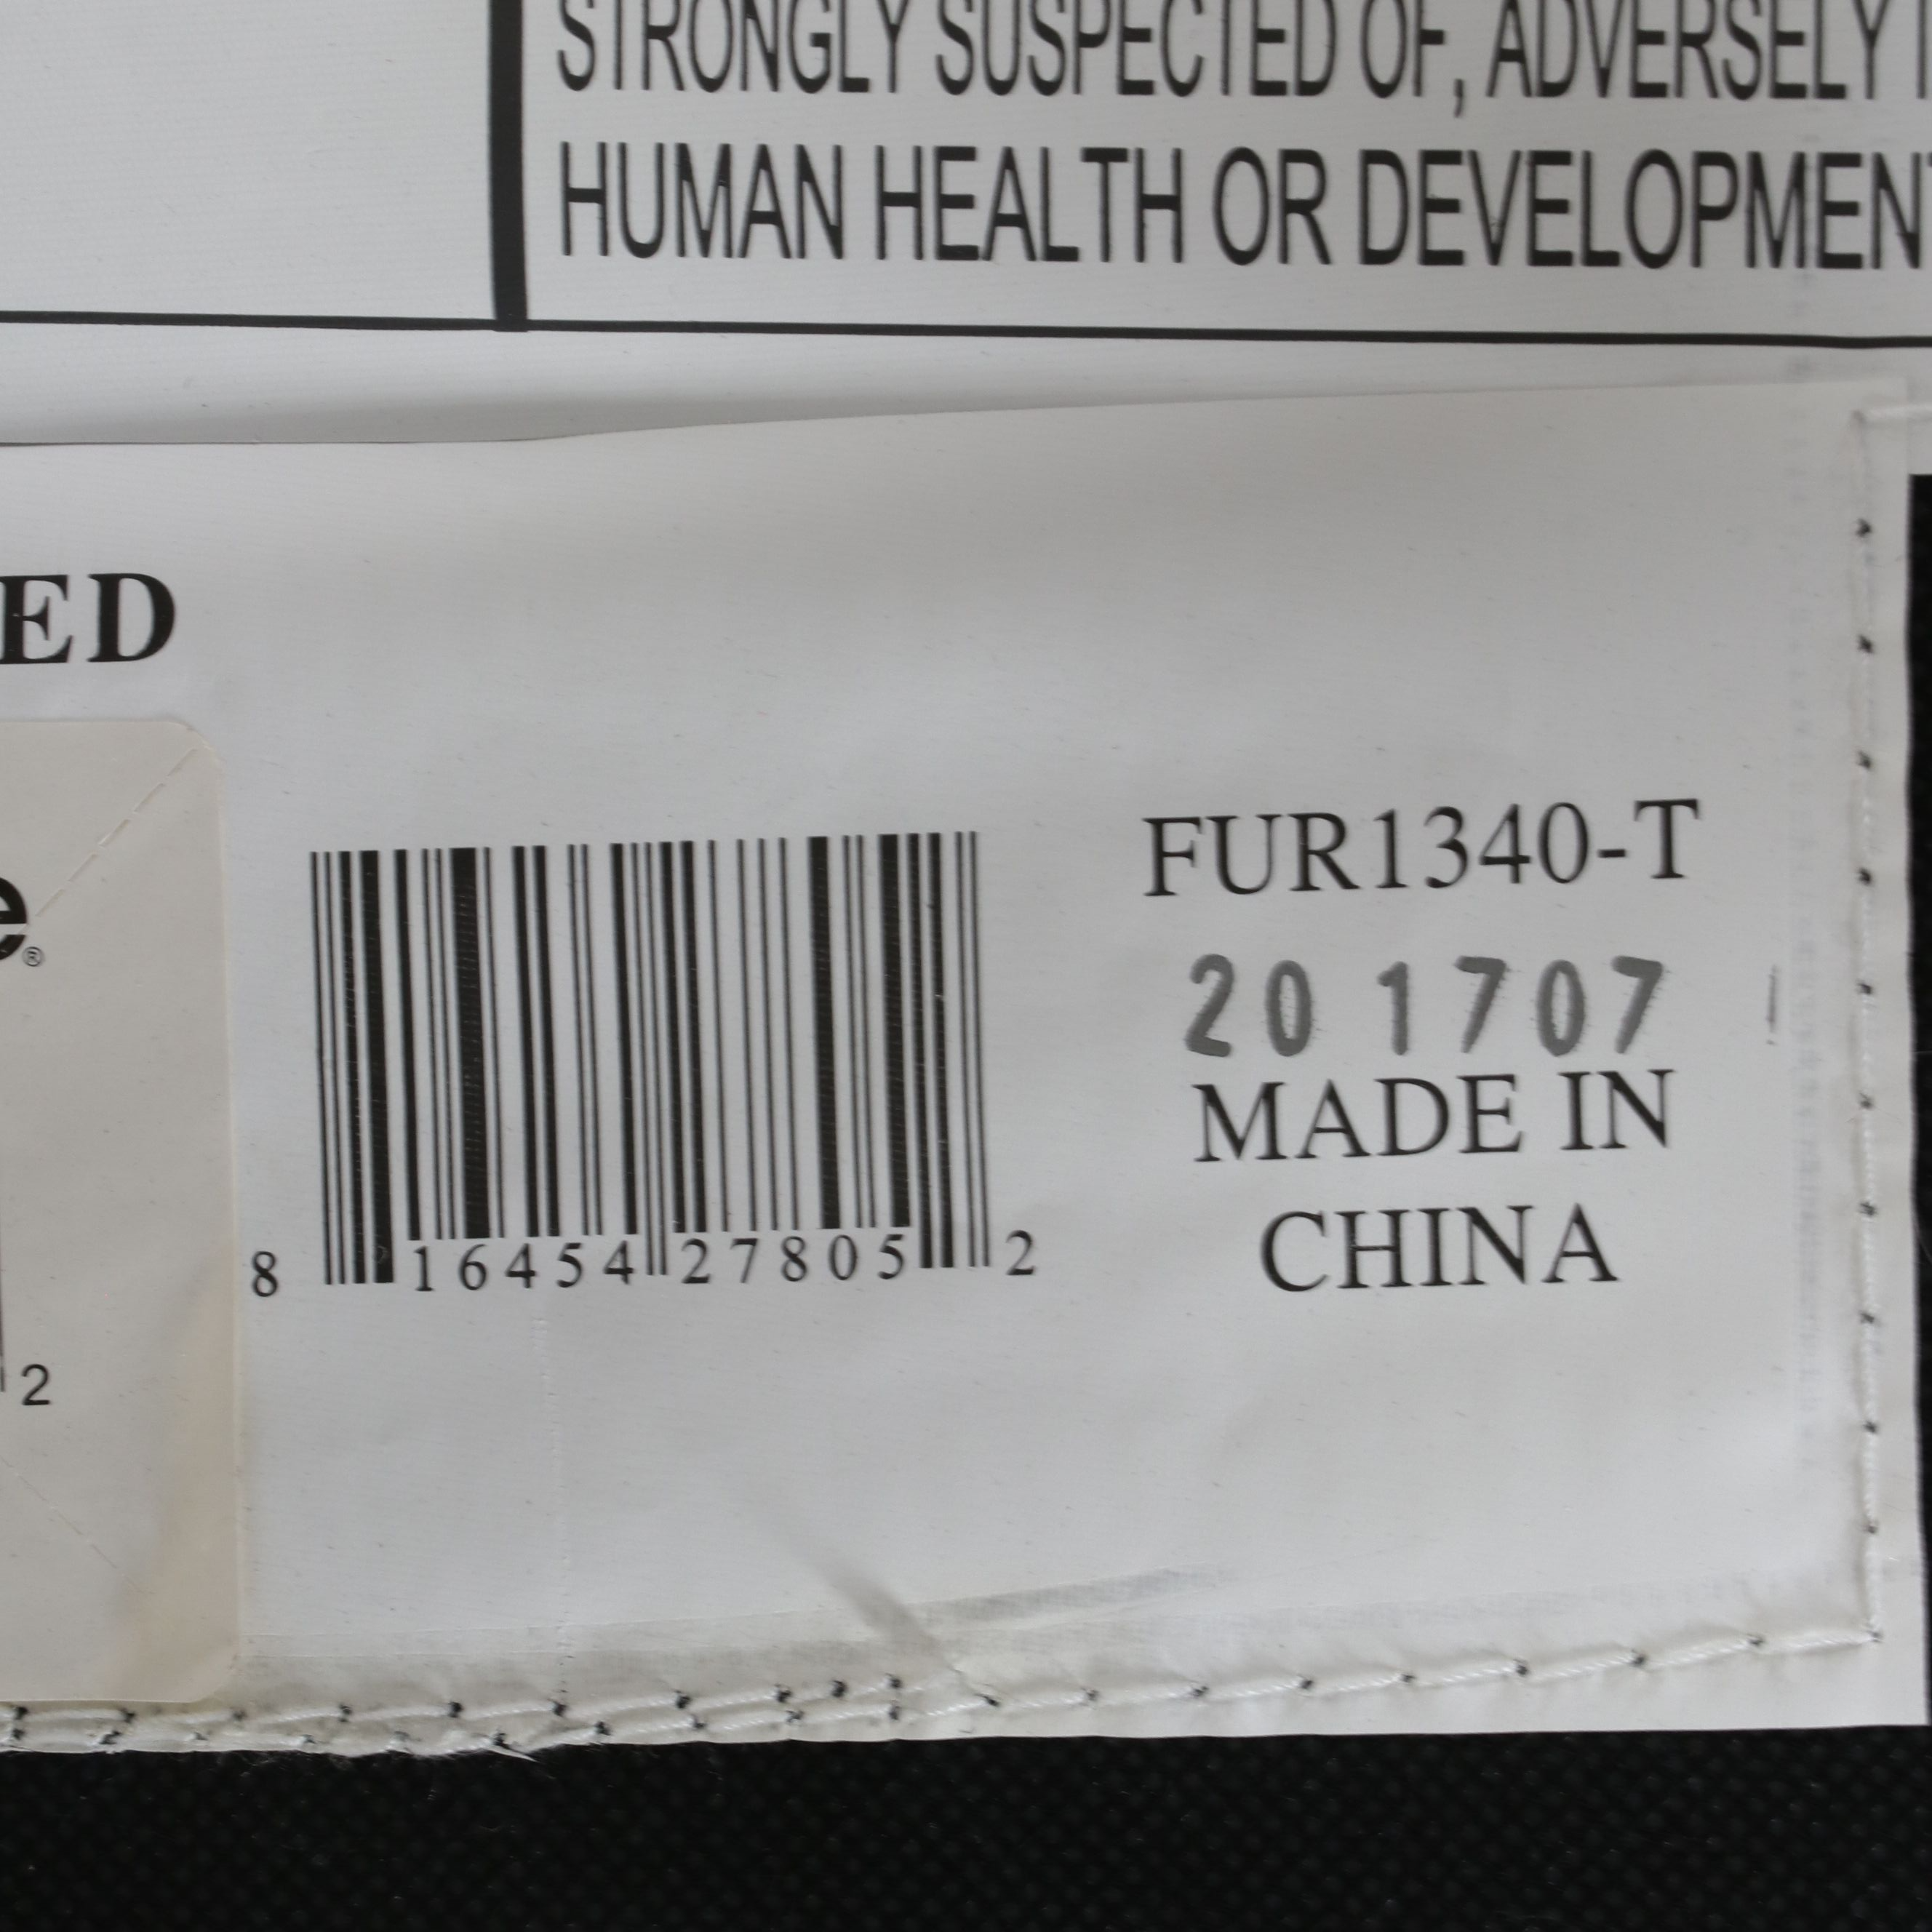 STRONGLY SUSPECTED OF, ADVERSELY
HUMAN HEALTH OR DEVELOPMENT
ED
e®
FUR1340-T
20 1707
MADE IN
CHINA
8 16454 27805 2
2